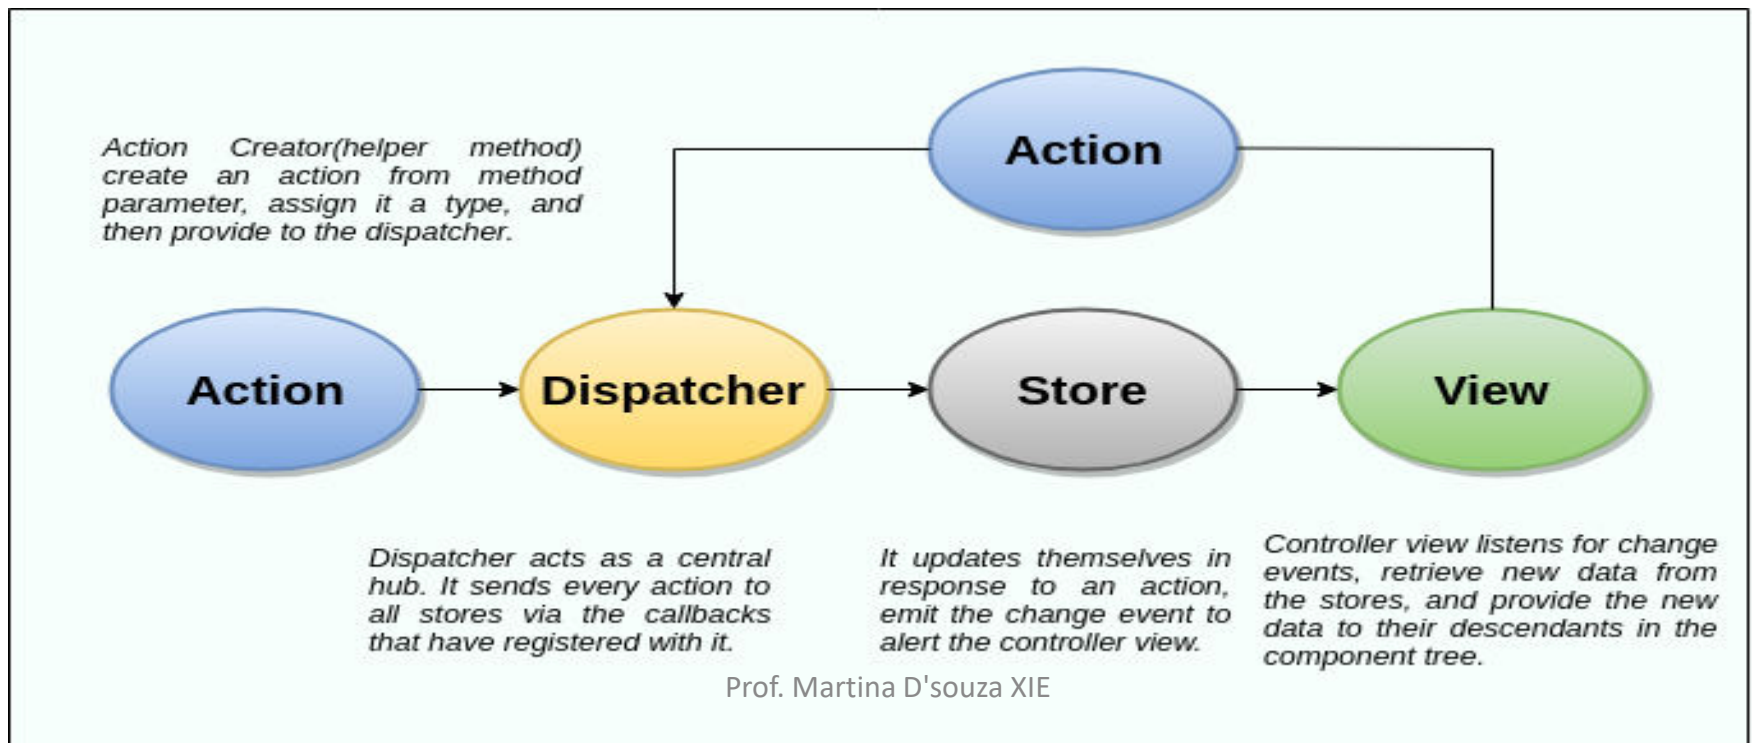 Action Creator(helper method)
create an action from method
parameter, assign it a type, and
then provide to the dispatcher.
Action
Action
Dispatcher
Store
View
Dispatcher acts as a central
hub. It sends every action to
all stores via the callbacks
that have registered with it.
It updates themselves in
response to an action,
emit the change event to
alert the controller view.
Controller view listens for change
events, retrieve new data from
the stores, and provide the new
data to their descendants in the
component tree.
Prof. Martina D'souza XIE